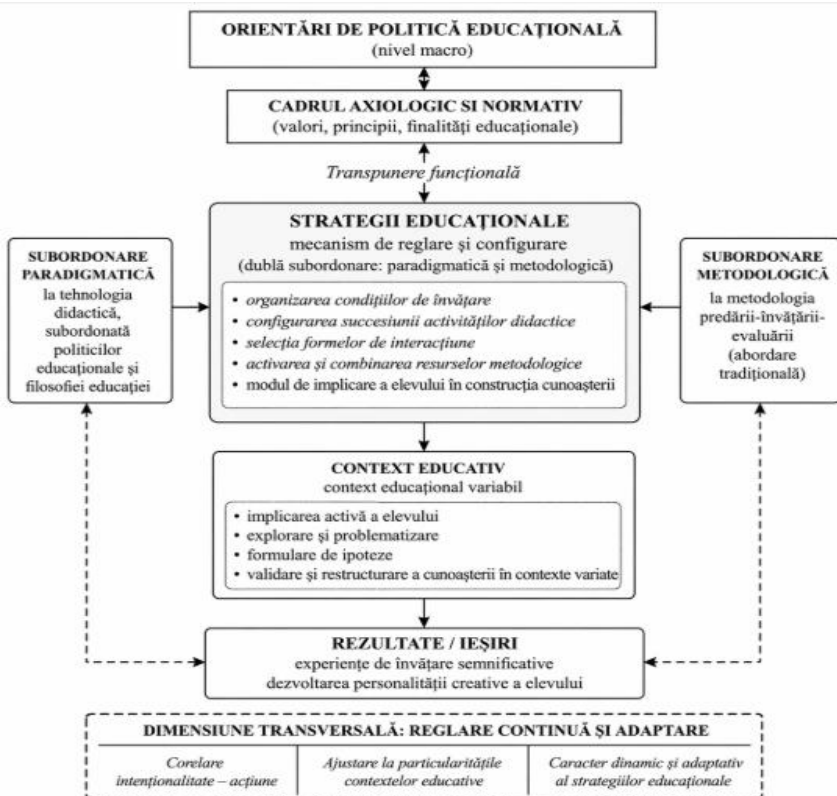 ORIENTĂRI DE POLITICĂ EDUCAȚIONALĂ
(nivel macro)
CADRUL AXIOLOGIC SI NORMATIV
(valori, principii, finalități educaționale)
Transpunere funcțională
STRATEGII EDUCAȚIONALE
mecanism de reglare și configurare
(dublă subordonare: paradigmatică și metodologică)
• organizarea condițiilor de învățare
• configurarea succesiunii activităților didactice
• selecția formelor de interacțiune
• activarea și combinarea resurselor metodologice
• modul de implicare a elevului în construcția cunoașterii
SUBORDONARE
PARADIGMATICĂ
la tehnologia
didactică,
subordonată
politicilor
educaționale și
filosofiei educației
SUBORDONARE
METODOLOGICĂ
la metodologia
predării-învățării-
evaluării
(abordare
tradițională)
CONTEXT EDUCATIV
context educațional variabil
• implicarea activă a elevului
• explorare și problematizare
• formulare de ipoteze
• validare și restructurare a cunoașterii în contexte variate
REZULTATE / IEȘIRI
experiențe de învățare semnificative
dezvoltarea personalității creative a elevului
DIMENSIUNE TRANSVERSALĂ: REGLARE CONTINUĂ ȘI ADAPTARE
Corelare
intenționalitate – acțiune
Ajustare la particularitățile
contextelor educative
Caracter dinamic și adaptativ
al strategiilor educaționale